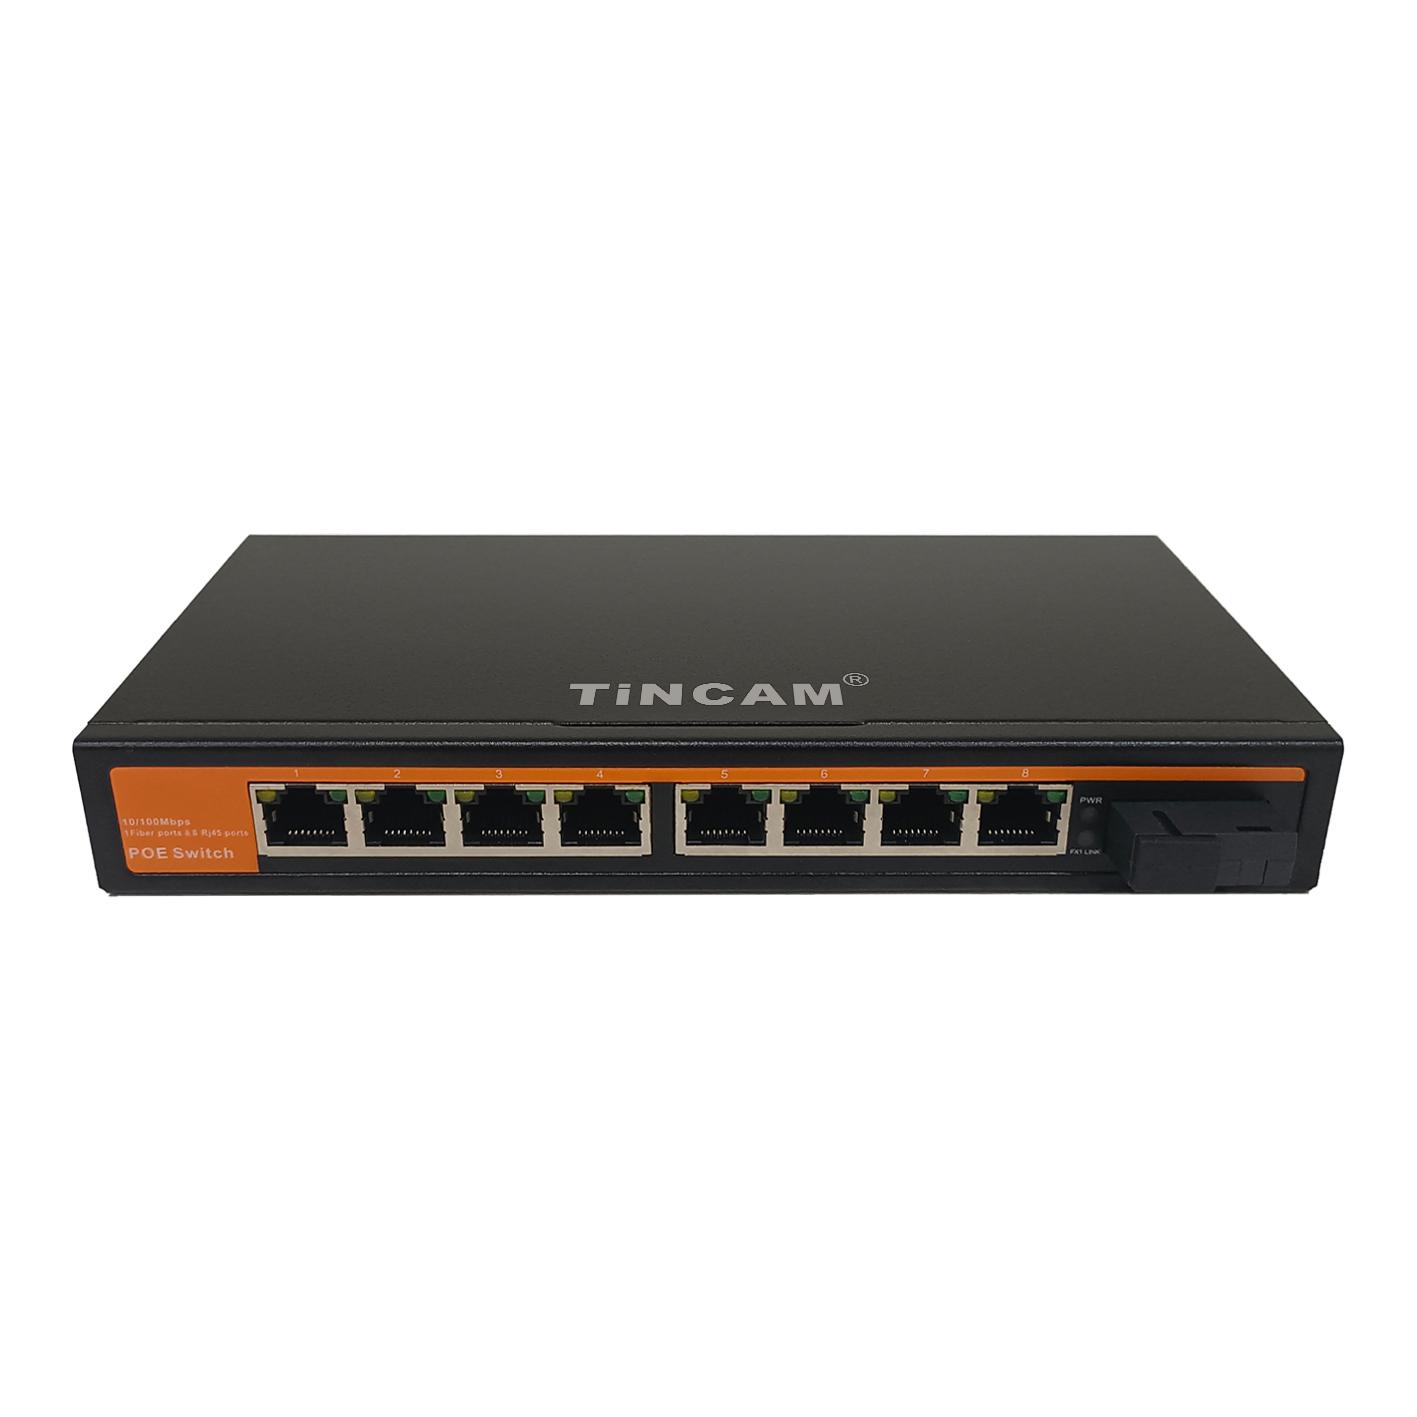 TiNCAM®
1 2 3 4 5 6 7 8
10/100Mbps
1Fiber ports &8 Rj45 ports
POE Switch
PWR
FX1 LINK